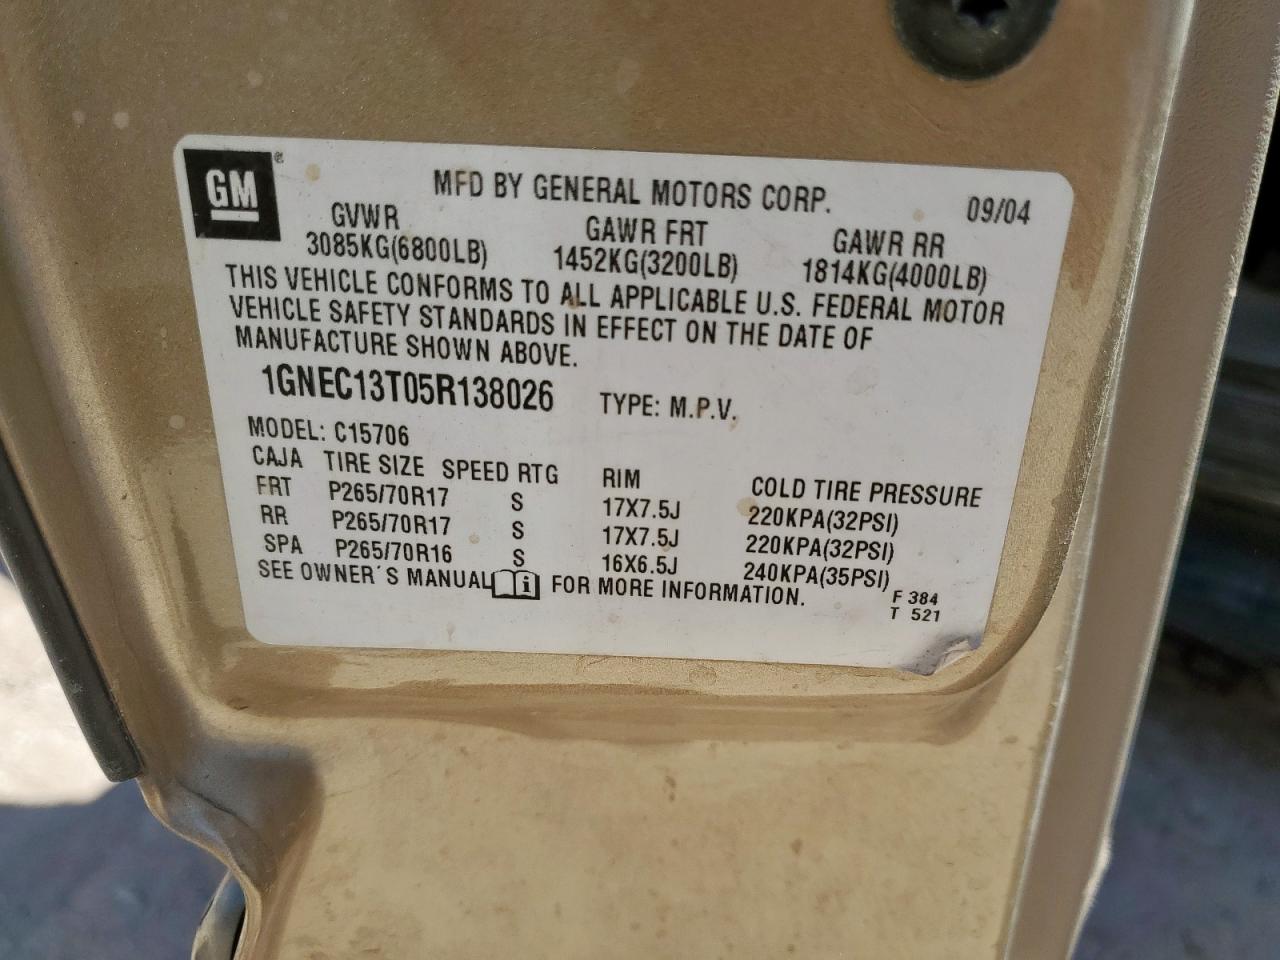 GM ®
MFD BY GENERAL MOTORS CORP. 09/04
GVWR GAWR FRT GAWR RR
3085KG(6800LB) 1452KG(3200LB) 1814KG(4000LB)
THIS VEHICLE CONFORMS TO ALL APPLICABLE U.S. FEDERAL MOTOR
VEHICLE SAFETY STANDARDS IN EFFECT ON THE DATE OF
MANUFACTURE SHOWN ABOVE.
1GNEC13T05R138026 TYPE: M.P.V.
MODEL: C15706
CAJA TIRE SIZE SPEED RTG RIM COLD TIRE PRESSURE
FRT P265/70R17 S 17X7.5J 220KPA(32PSI)
RR P265/70R17 S 17X7.5J 220KPA(32PSI)
SPA P265/70R16 S 16X6.5J 240KPA(35PSI)
SEE OWNER'S MANUAL i FOR MORE INFORMATION.
F 384
T 521